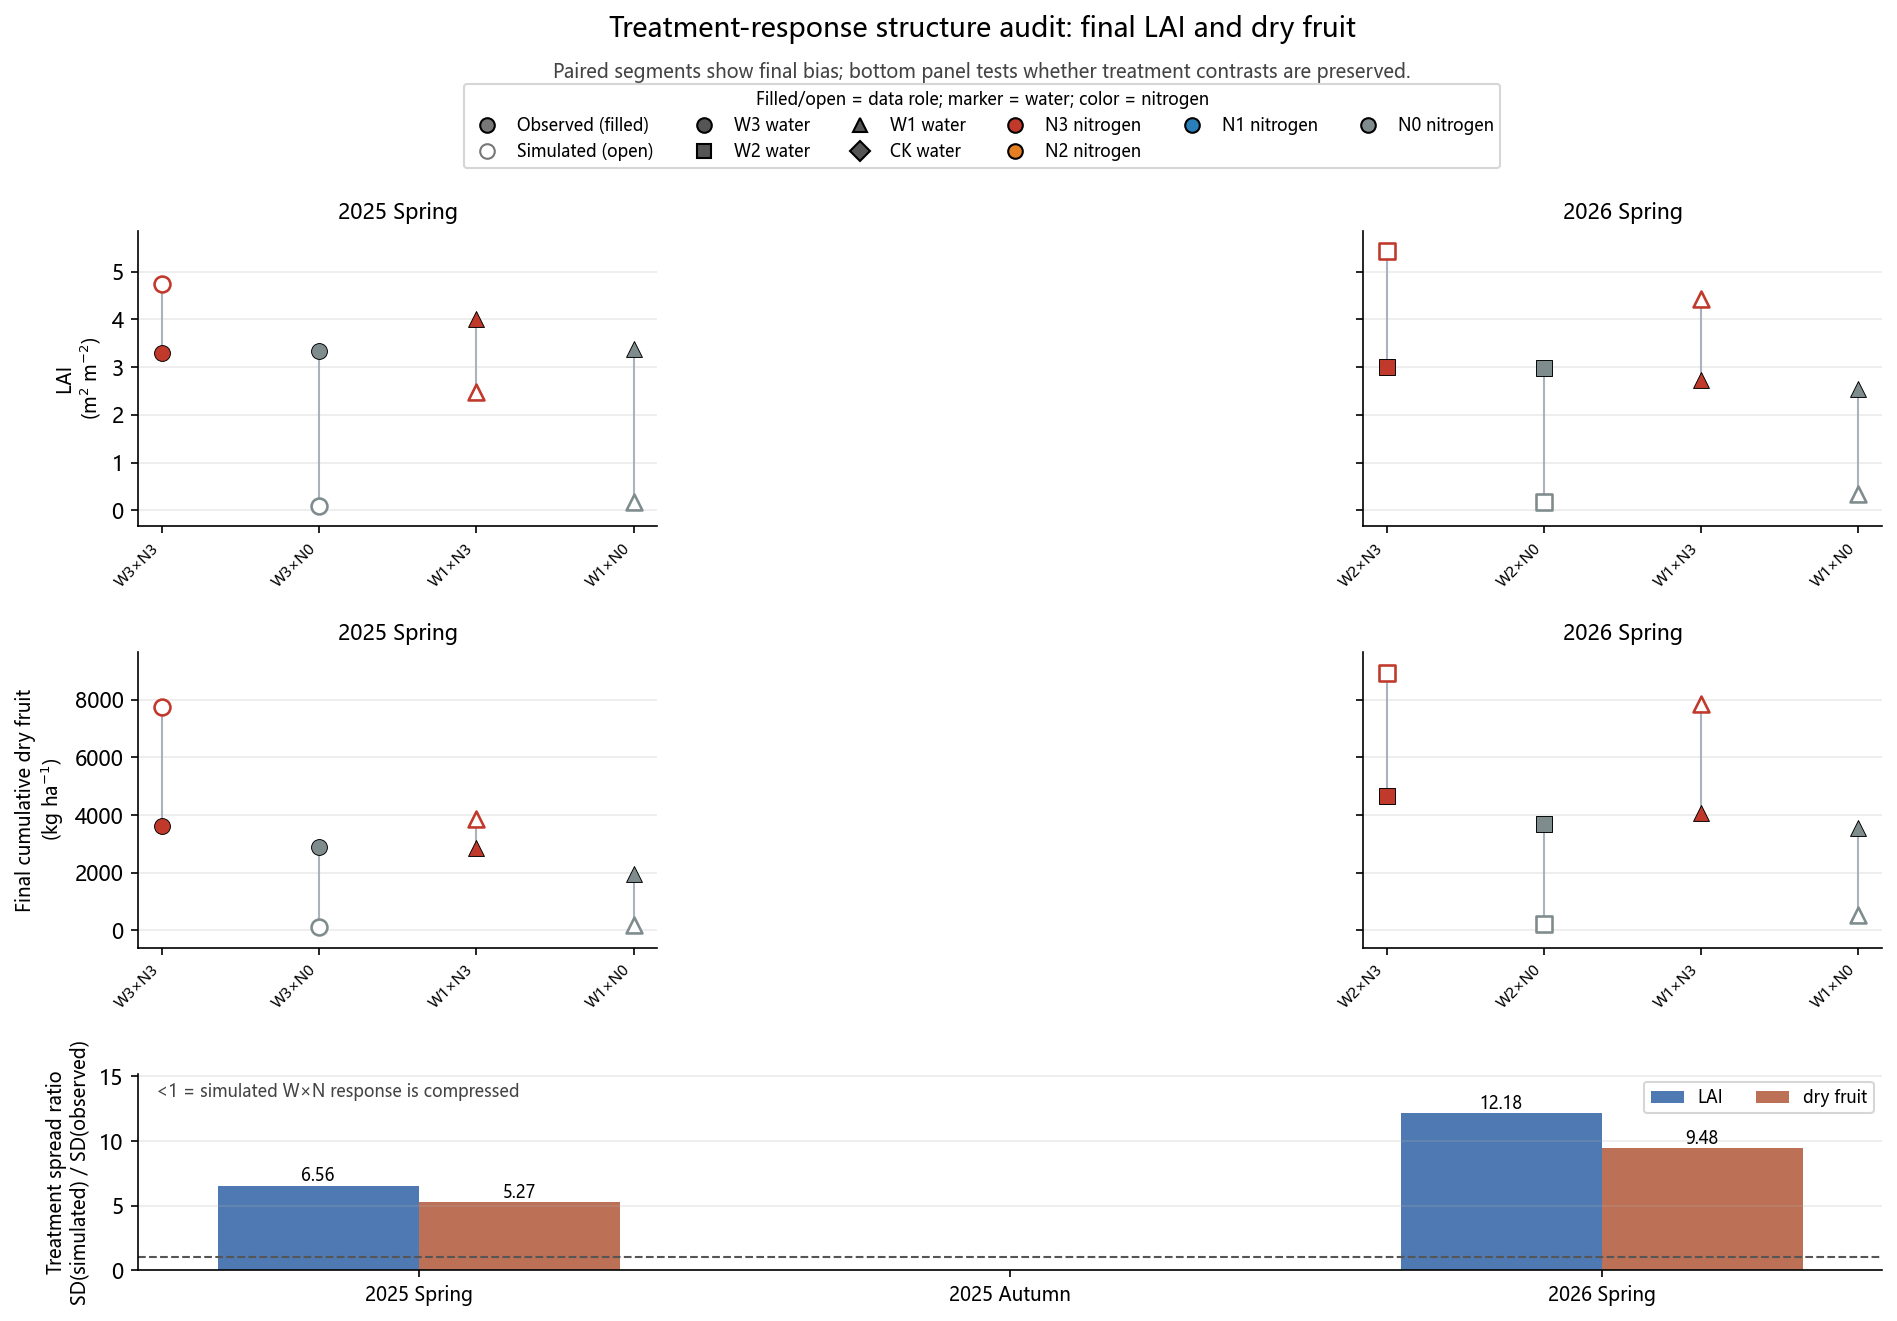 Treatment-response structure audit: final LAI and dry fruit
Paired segments show final bias; bottom panel tests whether treatment contrasts are preserved.
Filled/open = data role; marker = water; color = nitrogen
Observed (filled) W3 water W1 water N3 nitrogen N1 nitrogen N0 nitrogen
Simulated (open) W2 water CK water N2 nitrogen
2025 Spring
LAI
(m² m⁻²)
5
4
3
2
1
0
W3×N3 W3×N0 W1×N3 W1×N0
2026 Spring
W2×N3 W2×N0 W1×N3 W1×N0
2025 Spring
Final cumulative dry fruit
(kg ha⁻¹)
8000
6000
4000
2000
0
W3×N3 W3×N0 W1×N3 W1×N0
2026 Spring
W2×N3 W2×N0 W1×N3 W1×N0
Treatment spread ratio
SD(simulated) / SD(observed)
15
10
5
0
<1 = simulated W×N response is compressed
LAI dry fruit
6.56
5.27
12.18
9.48
2025 Spring 2025 Autumn 2026 Spring